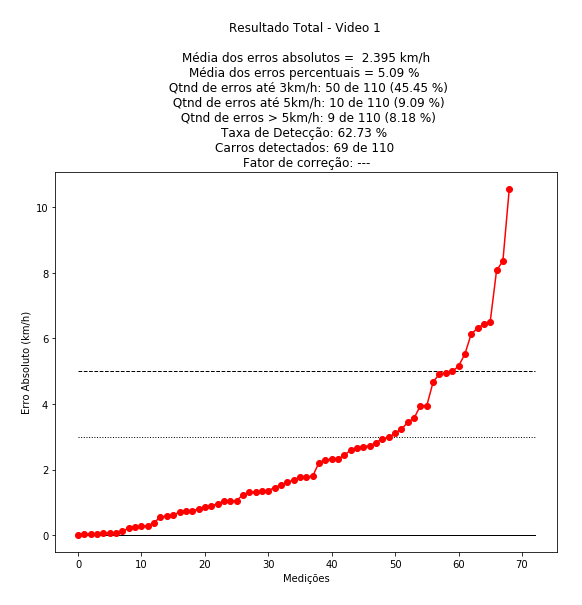 Resultado Total - Video 1
Média dos erros absolutos =  2.395 km/h
Média dos erros percentuais = 5.09 %
Qtnd de erros até 3km/h: 50 de 110 (45.45 %)
Qtnd de erros até 5km/h: 10 de 110 (9.09 %)
Qtnd de erros > 5km/h: 9 de 110 (8.18 %)
Taxa de Detecção: 62.73 %
Carros detectados: 69 de 110
Fator de correção: ---
Erro Absoluto (km/h)
10
8
6
4
2
0
0 10 20 30 40 50 60 70
Medições